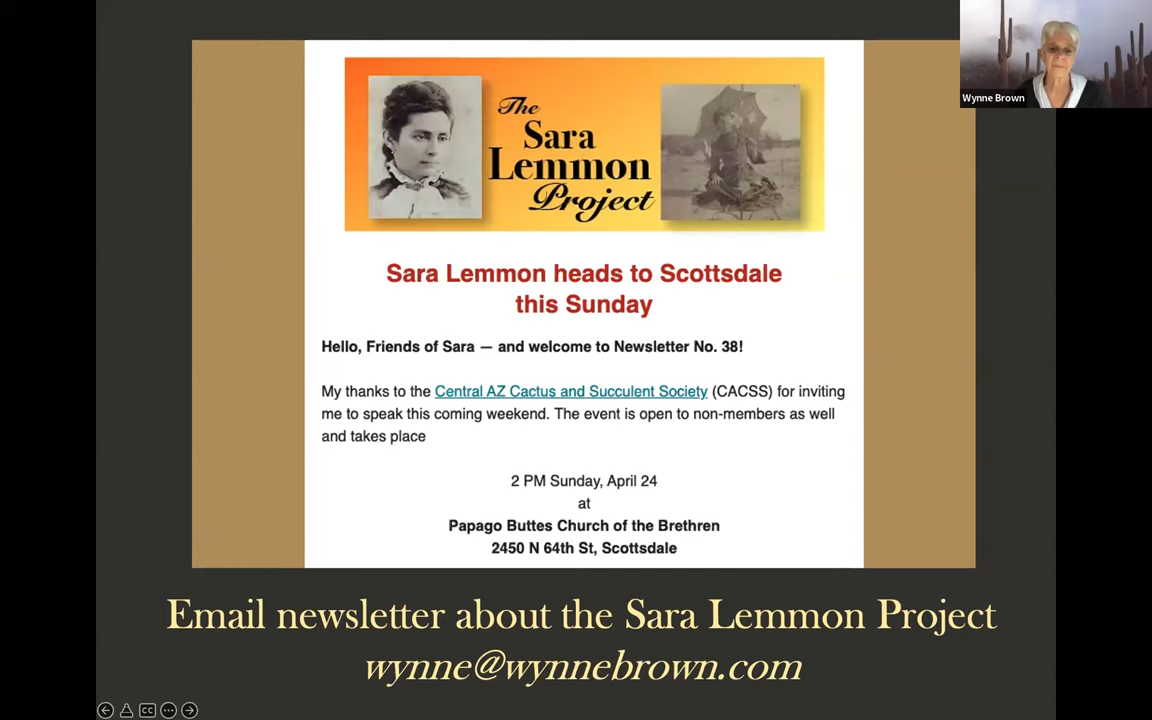 Wynne Brown
The
Sara
Lemmon
Project
Sara Lemmon heads to Scottsdale
this Sunday
Hello, Friends of Sara — and welcome to Newsletter No. 38!
My thanks to the Central AZ Cactus and Succulent Society (CACSS) for inviting
me to speak this coming weekend. The event is open to non-members as well
and takes place
2 PM Sunday, April 24
at
Papago Buttes Church of the Brethren
2450 N 64th St, Scottsdale
Email newsletter about the Sara Lemmon Project
wynne@wynnebrown.com
CC